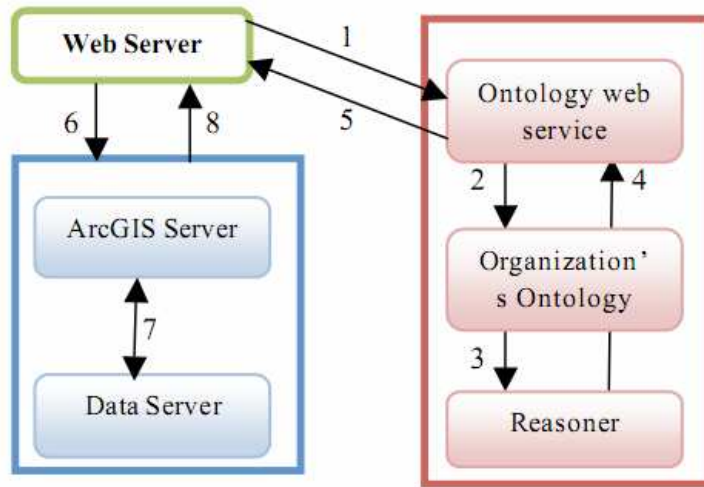 Web Server
1
5
6
8
ArcGIS Server
7
Data Server
Ontology web
service
2
4
Organization’
s Ontology
3
Reasoner